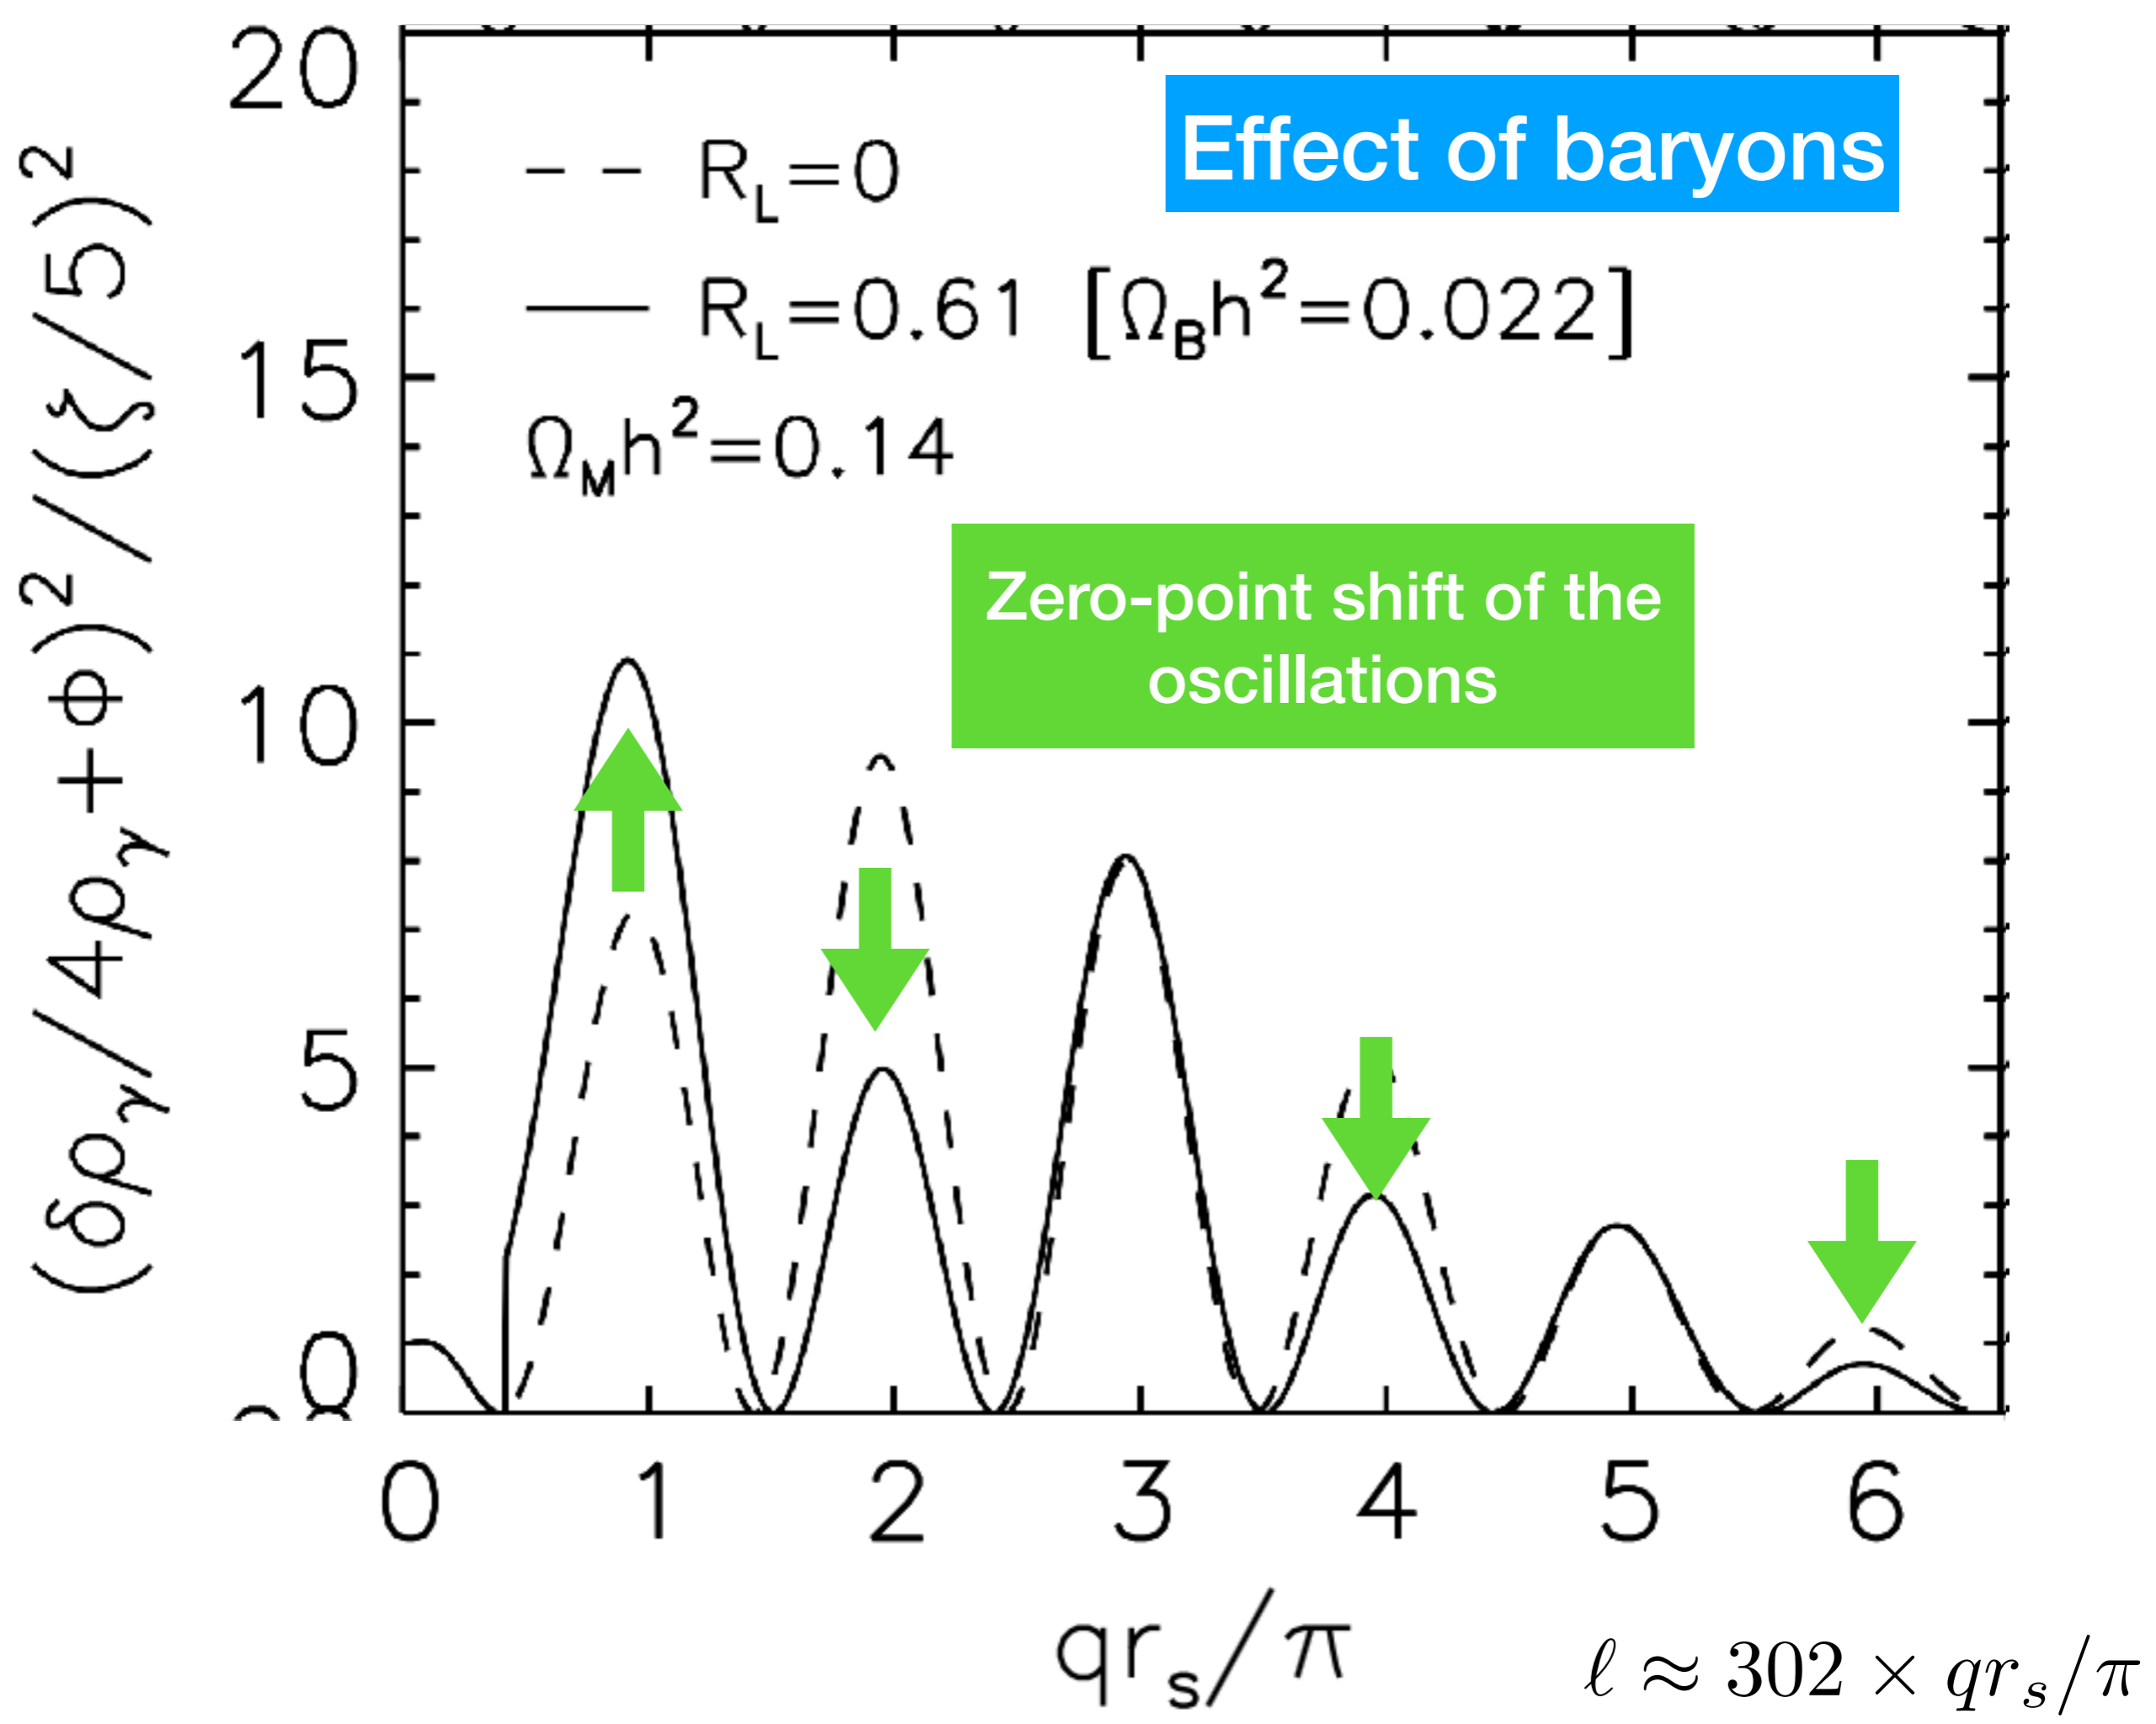 20
15
10
5
0
(δρᵧ/4ρᵧ+Φ)²/(ζ/5)²
R_L=0
R_L=0.61 [Ω_Bh²=0.022]
Ω_Mh²=0.14
Effect of baryons
Zero-point shift of the
oscillations
0 1 2 3 4 5 6
qr_s/π
ℓ ≈ 302 × qr_s/π